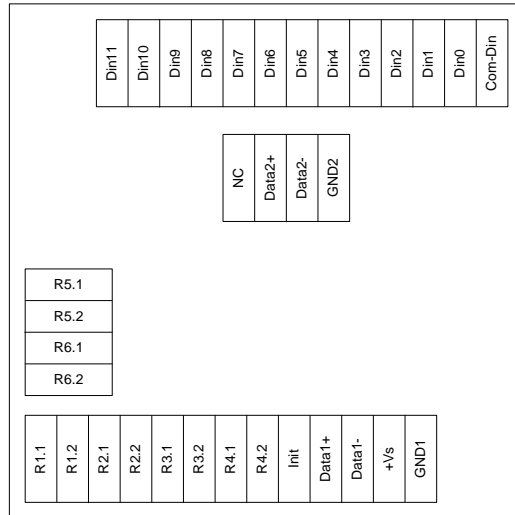 Din11 Din10 Din9 Din8 Din7 Din6 Din5 Din4 Din3 Din2 Din1 Din0 Com-Din
NC Data2+ Data2- GND2
R5.1
R5.2
R6.1
R6.2
R1.1 R1.2 R2.1 R2.2 R3.1 R3.2 R4.1 R4.2 Init Data1+ Data1- +Vs GND1